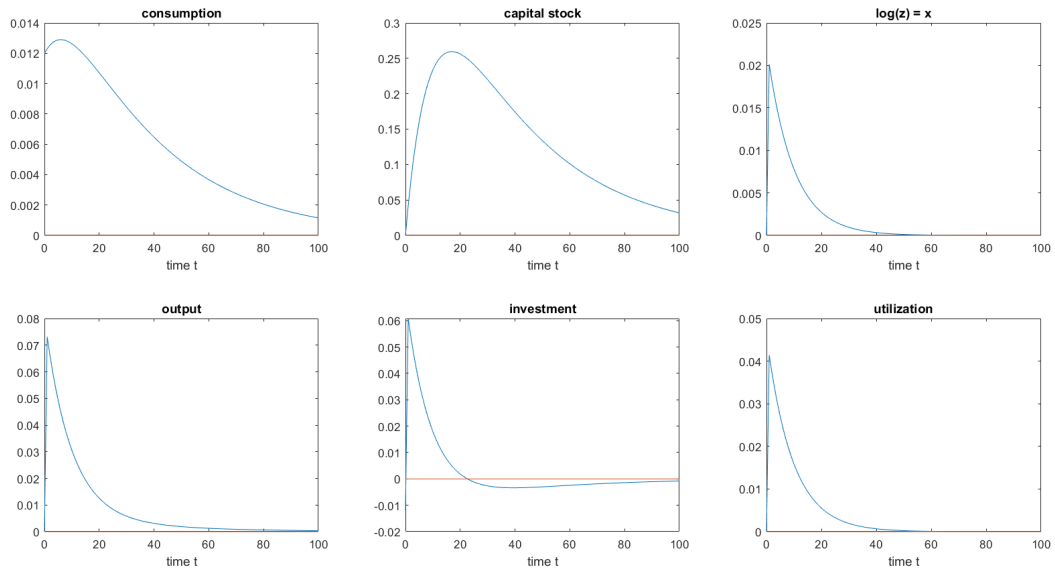 consumption
0.014
0.012
0.01
0.008
0.006
0.004
0.002
0
0 20 40 60 80 100
time t
capital stock
0.3
0.25
0.2
0.15
0.1
0.05
0
0 20 40 60 80 100
time t
log(z) = x
0.025
0.02
0.015
0.01
0.005
0
0 20 40 60 80 100
time t
output
0.08
0.07
0.06
0.05
0.04
0.03
0.02
0.01
0
0 20 40 60 80 100
time t
investment
0.06
0.05
0.04
0.03
0.02
0.01
0
-0.01
-0.02
0 20 40 60 80 100
time t
utilization
0.05
0.04
0.03
0.02
0.01
0
0 20 40 60 80 100
time t